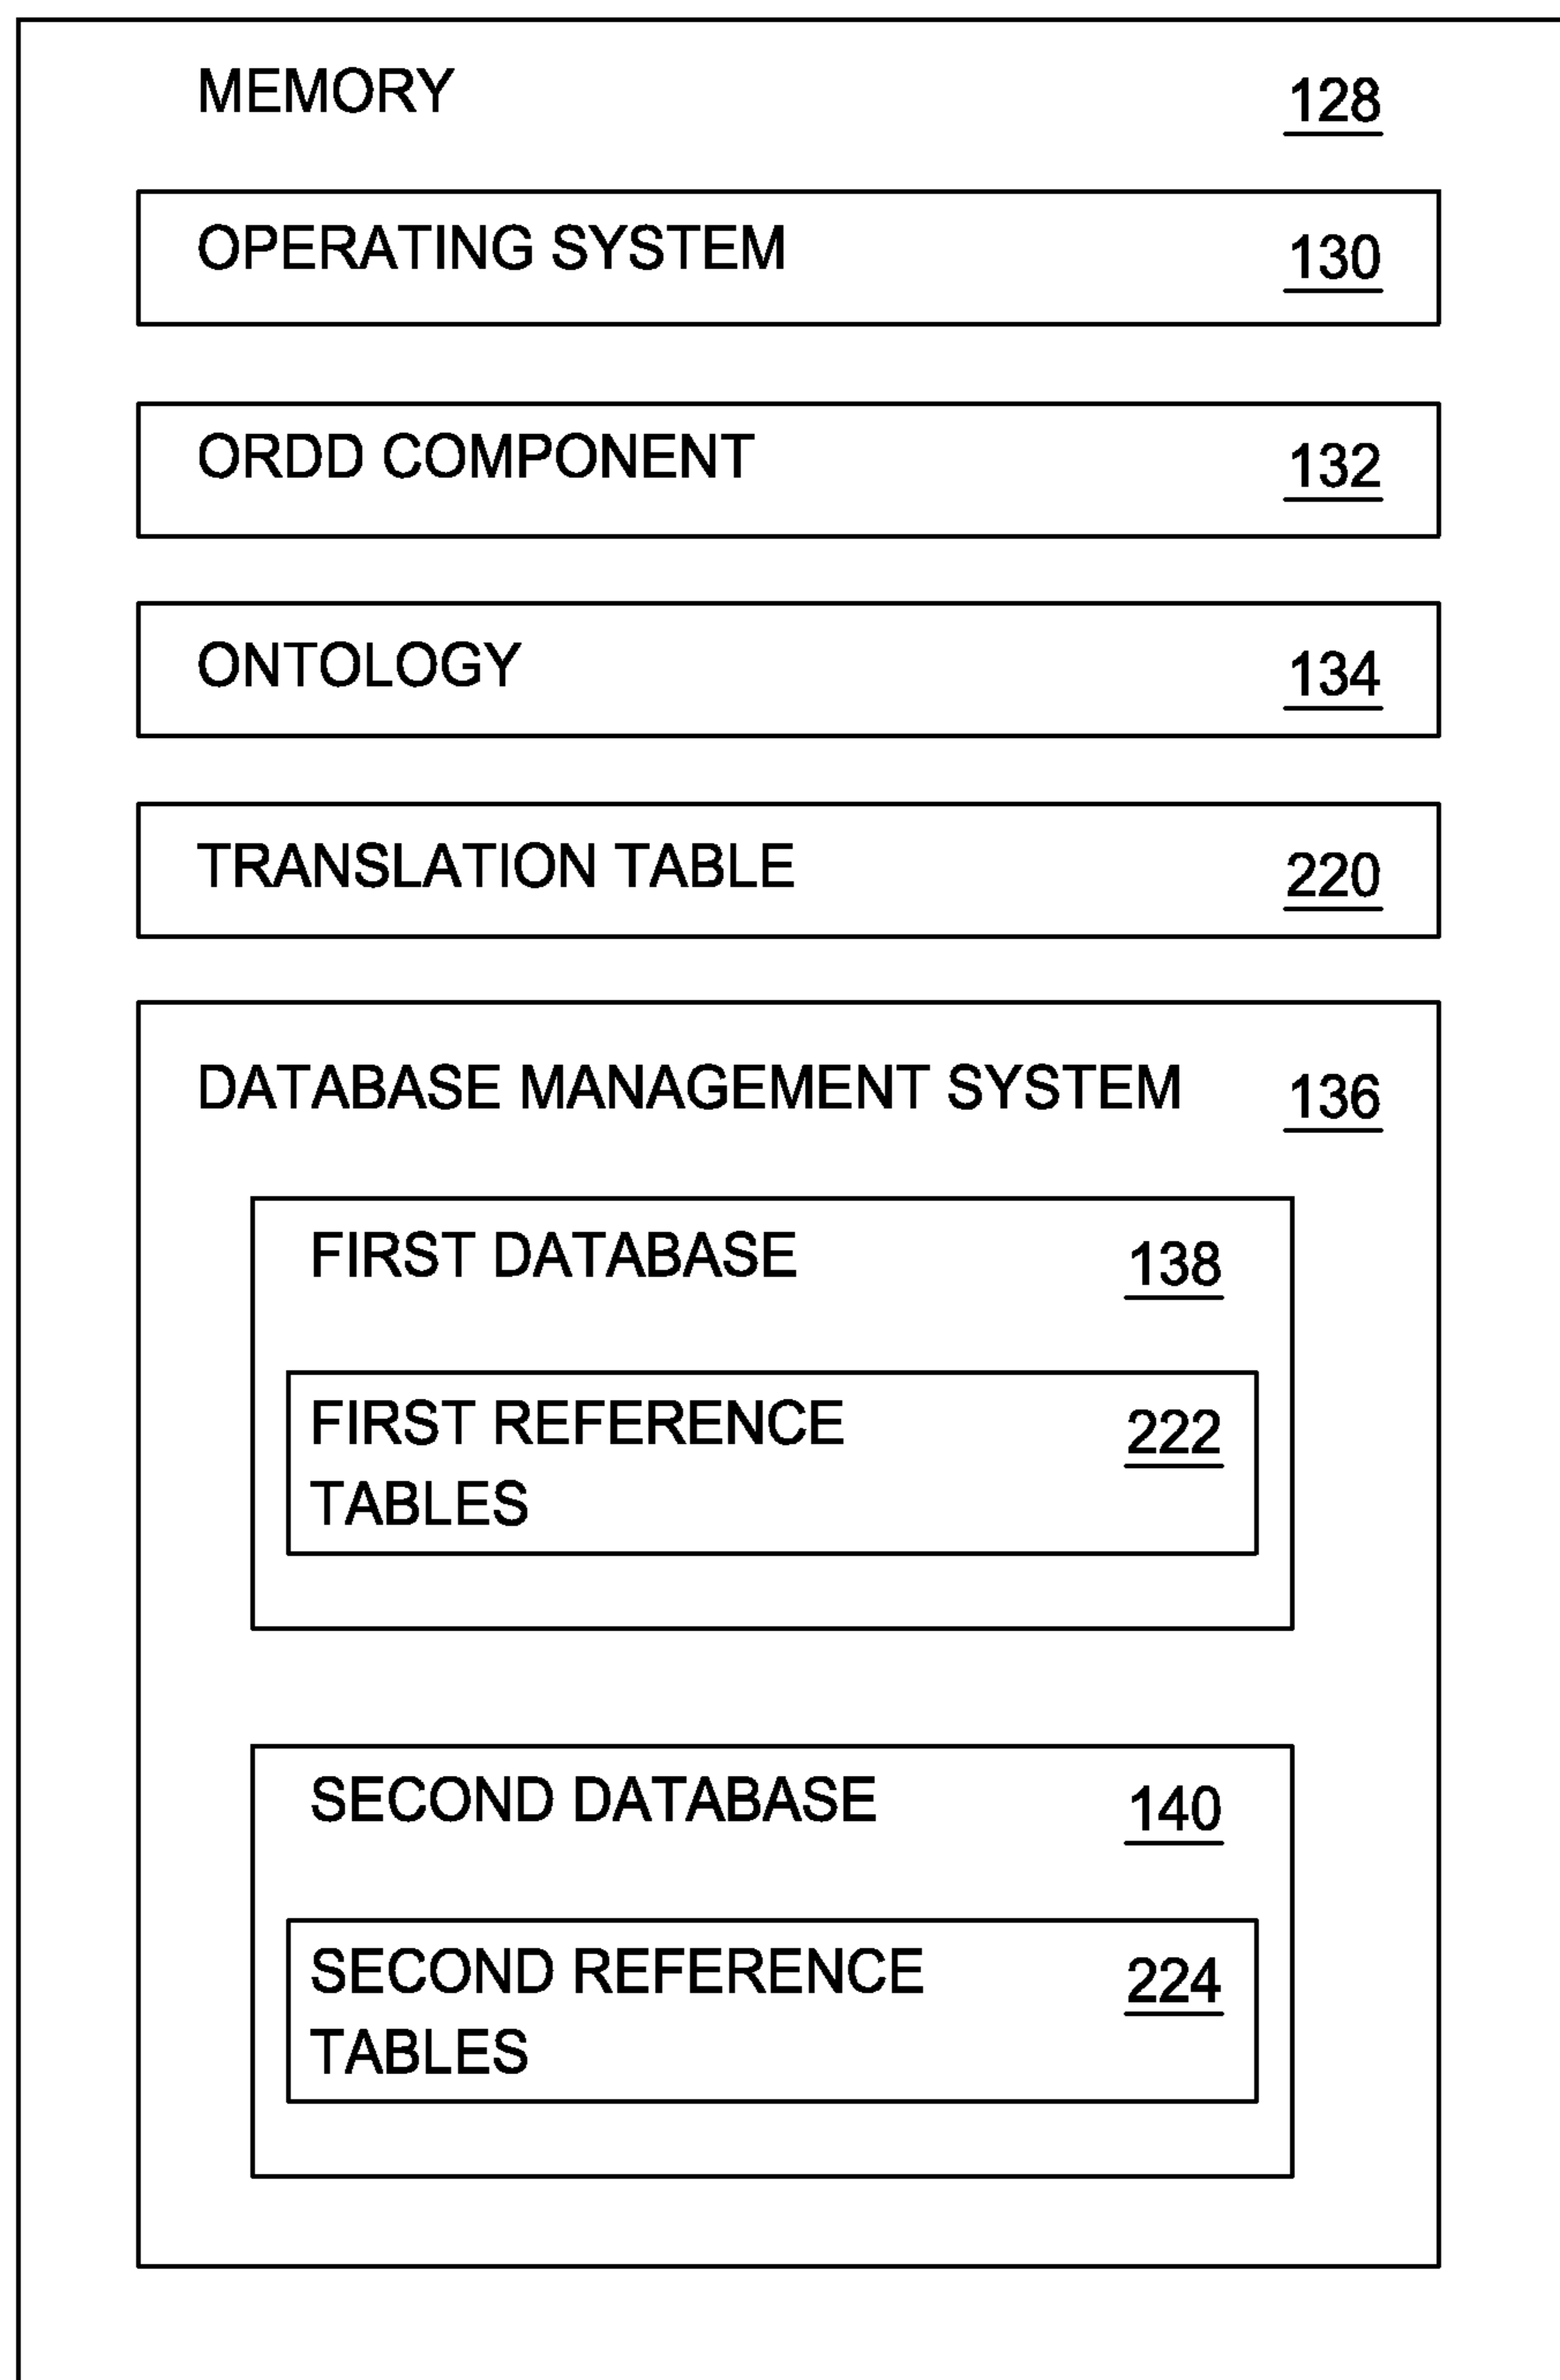 MEMORY 128
OPERATING SYSTEM 130
ORDD COMPONENT 132
ONTOLOGY 134
TRANSLATION TABLE 220
DATABASE MANAGEMENT SYSTEM 136
FIRST DATABASE 138
FIRST REFERENCE 222
TABLES
SECOND DATABASE 140
SECOND REFERENCE 224
TABLES